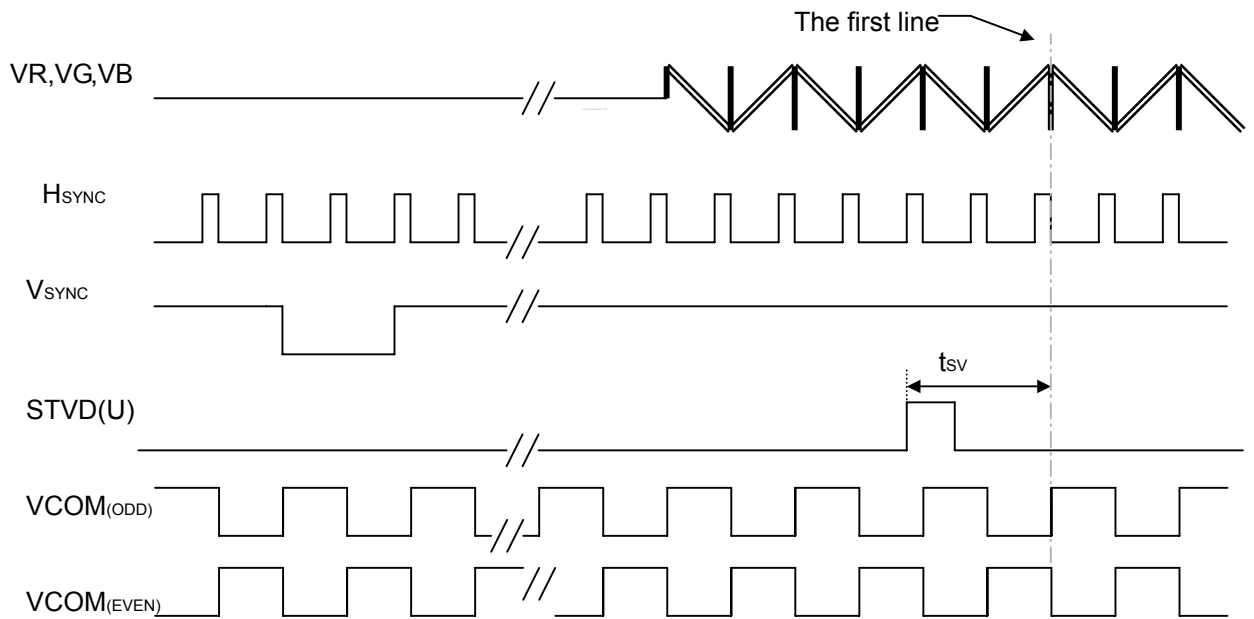 The first line
VR,VG,VB
HSYNC
VSYNC
tSV
STVD(U)
VCOM(ODD)
VCOM(EVEN)